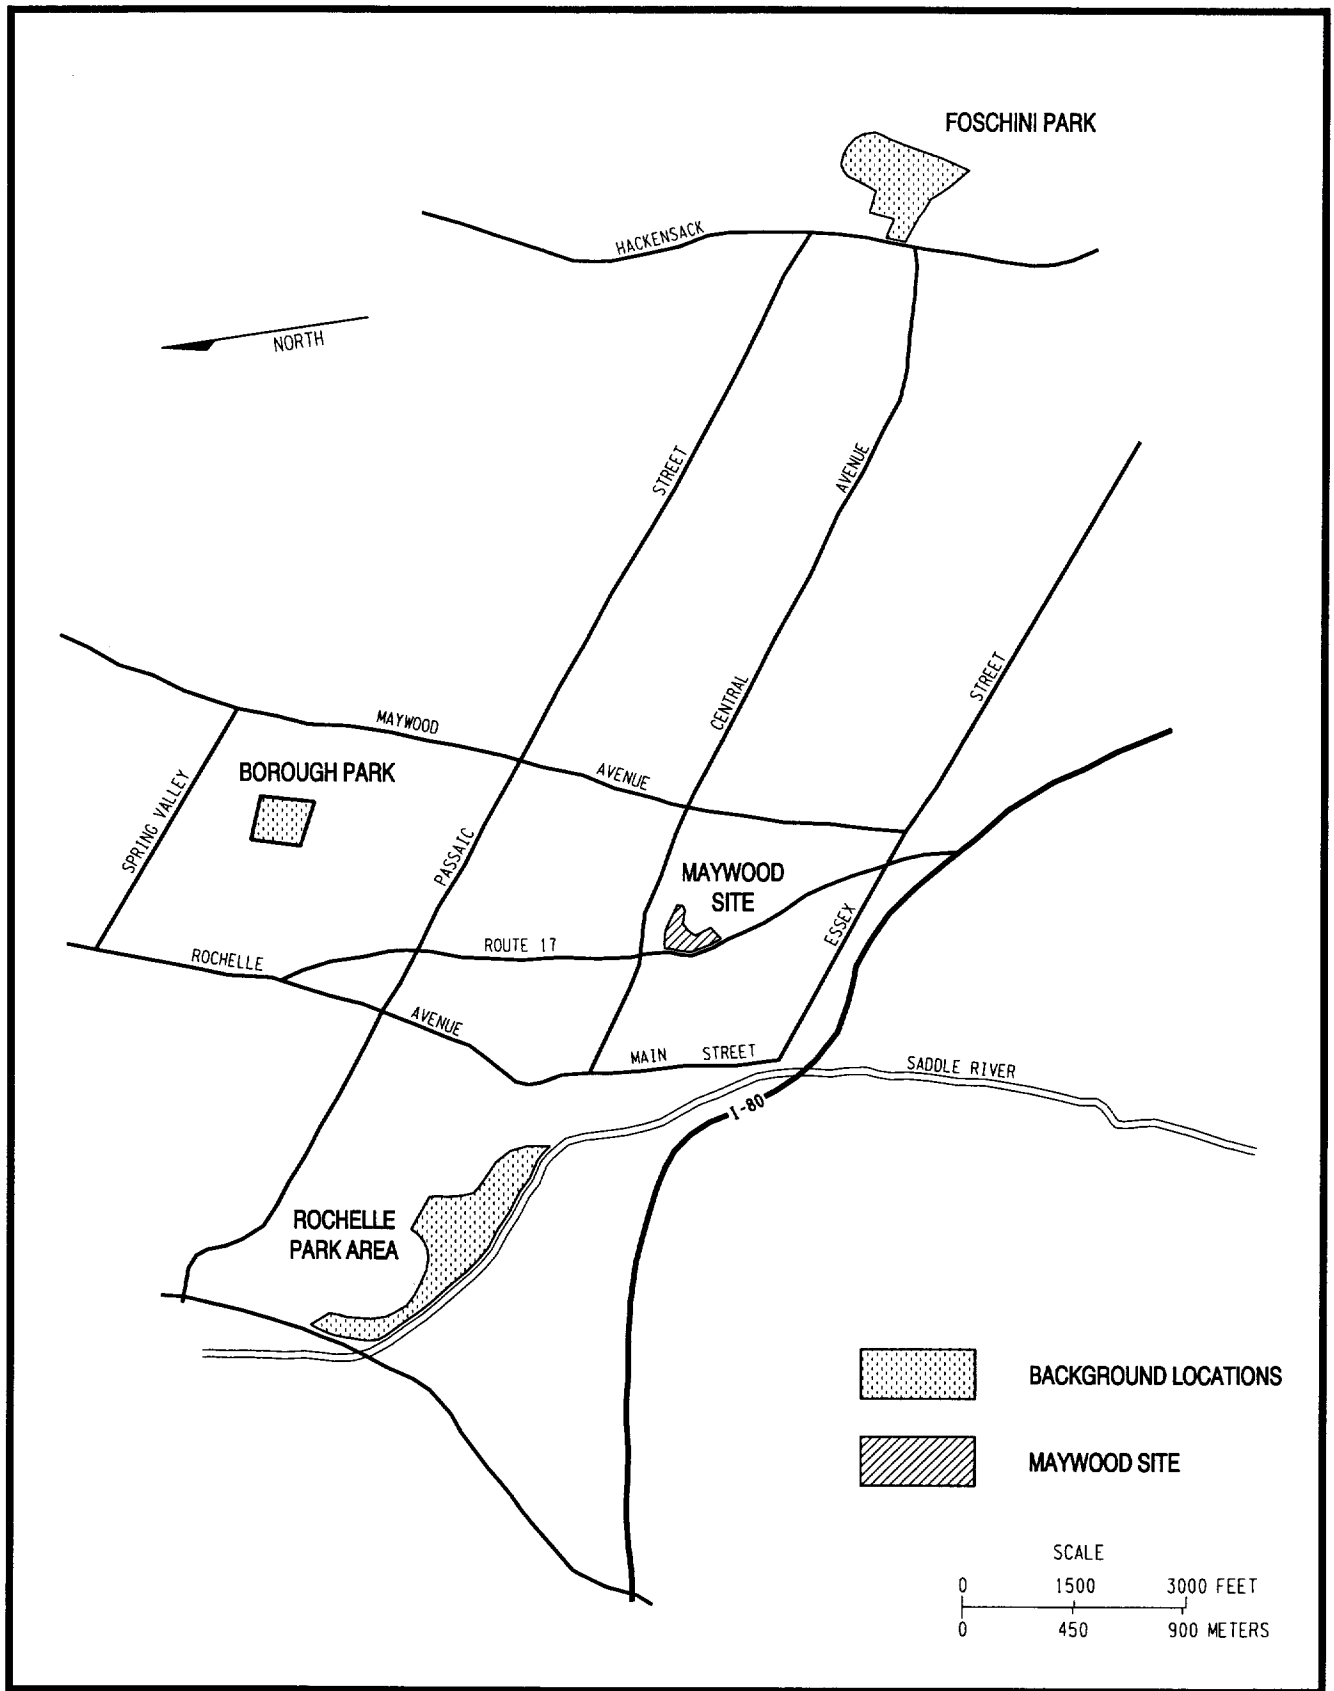 FOSCHINI PARK
HACKENSACK
NORTH
STREET
AVENUE
STREET
CENTRAL
MAYWOOD
AVENUE
BOROUGH PARK
SPRING VALLEY
PASSAIC
MAYWOOD
SITE
ESSEX
ROUTE 17
ROCHELLE
AVENUE
MAIN STREET
SADDLE RIVER
I-80
ROCHELLE
PARK AREA
BACKGROUND LOCATIONS
MAYWOOD SITE
SCALE
0 1500 3000 FEET
0 450 900 METERS